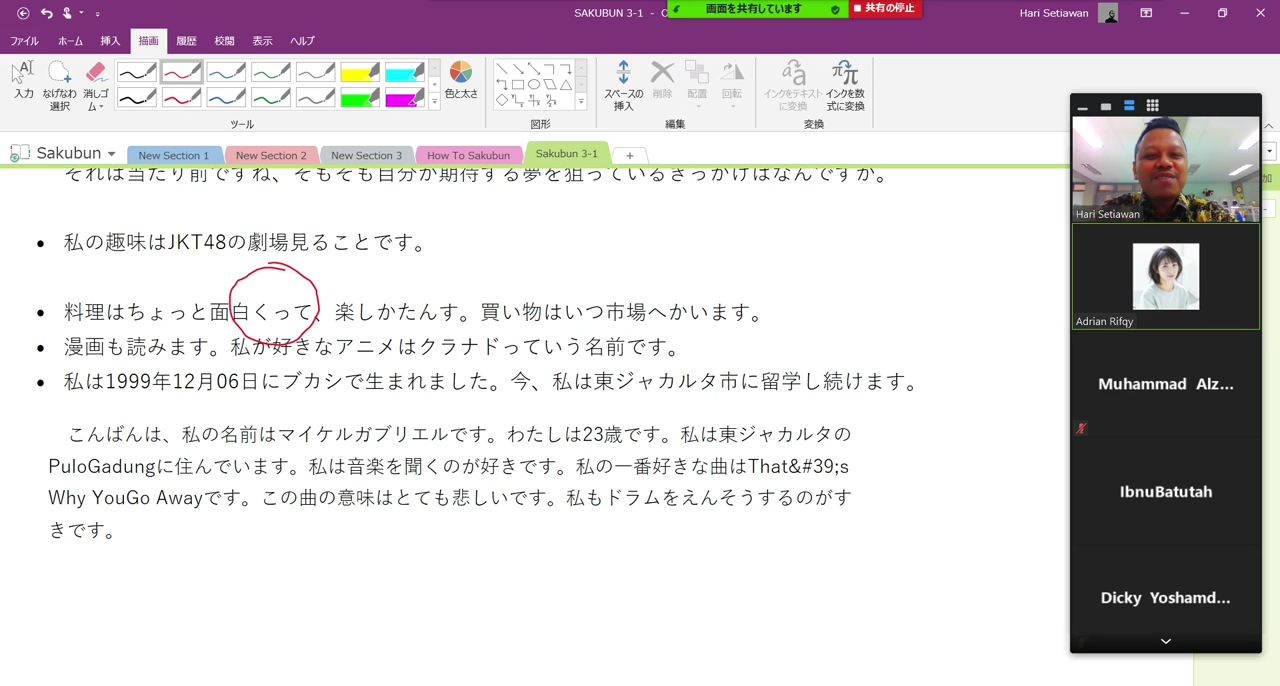 SAKUBUN 3-1 -
画面を共有しています
共有の停止
Hari Setiawan
ファイル ホーム 挿入 描画 履歴 校閲 表示 ヘルプ
入力 なげなわ選択 消しゴム 色と太さ スペースの挿入 削除 配置 回転 インクをテキストに変換 インクを数式に変換
ツール 図形 編集 変換
Sakubun New Section 1 New Section 2 New Section 3 How To Sakubun Sakubun 3-1 +
それは当たり前ですね、そもそも自分が期待する夢を狙っているきっかけはなんですか。
• 私の趣味はJKT48の劇場見ることです。
• 料理はちょっと面白くって、楽しかたんす。買い物はいつ市場へかいます。
• 漫画も読みます。私が好きなアニメはクラナドっていう名前です。
• 私は1999年12月06日にブカシで生まれました。今、私は東ジャカルタ市に留学し続けます。
こんばんは、私の名前はマイケルガブリエルです。わたしは23歳です。私は東ジャカルタの
PuloGadungに住んでいます。私は音楽を聞くのが好きです。私の一番好きな曲はThat&#39;s
Why YouGo Awayです。この曲の意味はとても悲しいです。私もドラムをえんそうするのがす
きです。
Hari Setiawan
Adrian Rifqy
Muhammad Alz...
IbnuBatutah
Dicky Yoshamd...
加